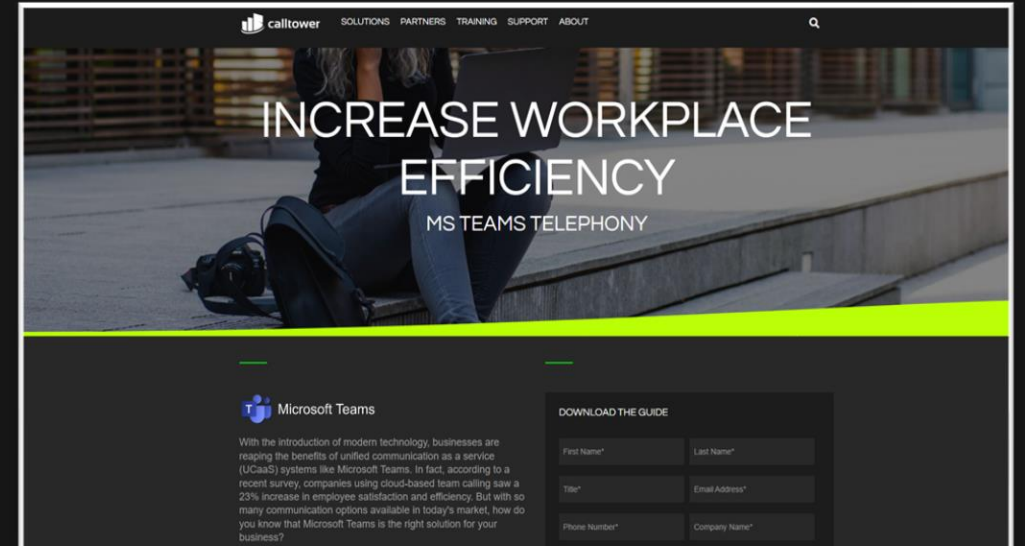 calltower
SOLUTIONS PARTNERS TRAINING SUPPORT ABOUT
INCREASE WORKPLACE
EFFICIENCY
MS TEAMS TELEPHONY
T
Microsoft Teams
With the introduction of modern technology, businesses are
reaping the benefits of unified communication as a service
(UCaaS) systems like Microsoft Teams. In fact, according to a
recent survey, companies using cloud-based team calling saw a
23% increase in employee satisfaction and efficiency. But with so
many communication options available in today's market, how do
you know that Microsoft Teams is the right solution for your
business?
DOWNLOAD THE GUIDE
First Name* Last Name*
Title* Email Address*
Phone Number* Company Name*